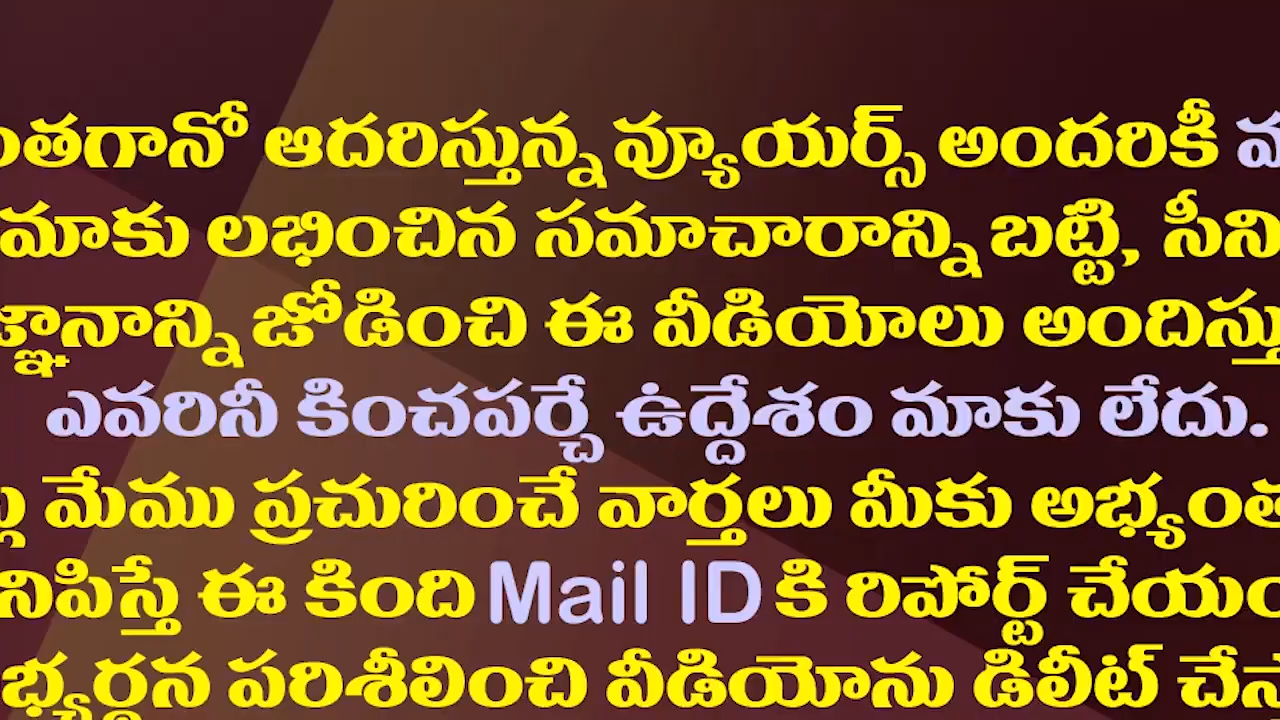 ఆదరిస్తున్న వ్యూయర్స్ అందరికీ
మాకు లభించిన సమాచారాన్ని బట్టి,
జోడించి ఈ వీడియోలు
ఎవరినీ కించపర్చే ఉద్దేశం మాకు లేదు.
మేము ప్రచురించే వార్తలు మీకు
ఈ కింది Mail ID కి రిపోర్ట్
పరిశీలించి వీడియోను డిలీట్